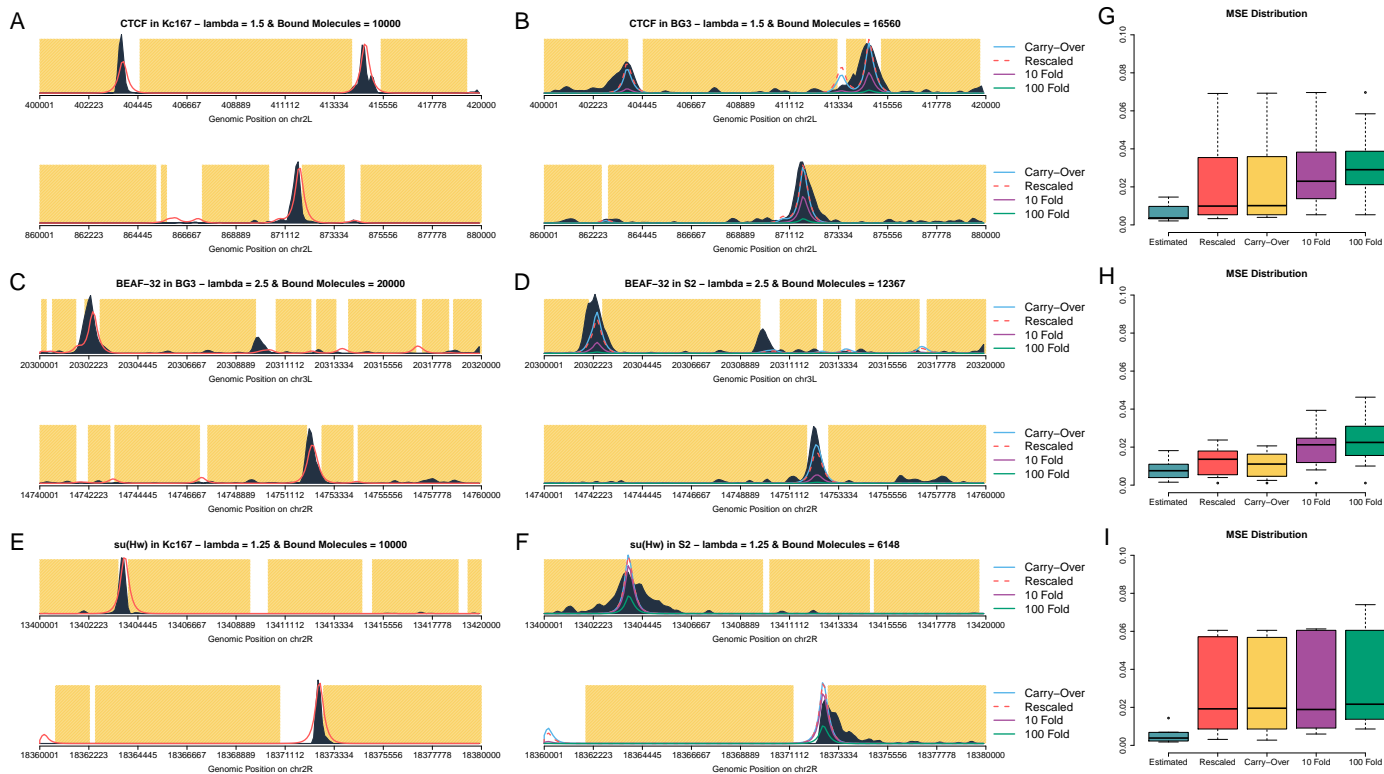 A
CTCF in Kc167 – lambda = 1.5 & Bound Molecules = 10000
400001 402223 404445 406667 408889 411112 413334 415556 417778 420000
Genomic Position on chr2L
860001 862223 864445 866667 868889 871112 873334 875556 877778 880000
Genomic Position on chr2L
B
CTCF in BG3 – lambda = 1.5 & Bound Molecules = 16560
Carry–Over
Rescaled
10 Fold
100 Fold
400001 402223 404445 406667 408889 411112 413334 415556 417778 420000
Genomic Position on chr2L
Carry–Over
Rescaled
10 Fold
100 Fold
860001 862223 864445 866667 868889 871112 873334 875556 877778 880000
Genomic Position on chr2L
G
MSE Distribution
0.10
0.08
0.06
0.04
0.02
0.00
Estimated Rescaled Carry–Over 10 Fold 100 Fold
C
BEAF–32 in BG3 – lambda = 2.5 & Bound Molecules = 20000
20300001 20302223 20304445 20306667 20308889 20311112 20313334 20315556 20317778 20320000
Genomic Position on chr3L
14740001 14742223 14744445 14746667 14748889 14751112 14753334 14755556 14757778 14760000
Genomic Position on chr2R
D
BEAF–32 in S2 – lambda = 2.5 & Bound Molecules = 12367
Carry–Over
Rescaled
10 Fold
100 Fold
20300001 20302223 20304445 20306667 20308889 20311112 20313334 20315556 20317778 20320000
Genomic Position on chr3L
Carry–Over
Rescaled
10 Fold
100 Fold
14740001 14742223 14744445 14746667 14748889 14751112 14753334 14755556 14757778 14760000
Genomic Position on chr2R
H
MSE Distribution
0.10
0.08
0.06
0.04
0.02
0.00
Estimated Rescaled Carry–Over 10 Fold 100 Fold
E
su(Hw) in Kc167 – lambda = 1.25 & Bound Molecules = 10000
13400001 13402223 13404445 13406667 13408889 13411112 13413334 13415556 13417778 13420000
Genomic Position on chr2R
18360001 18362223 18364445 18366667 18368889 18371112 18373334 18375556 18377778 18380000
Genomic Position on chr2R
F
su(Hw) in S2 – lambda = 1.25 & Bound Molecules = 6148
Carry–Over
Rescaled
10 Fold
100 Fold
13400001 13402223 13404445 13406667 13408889 13411112 13413334 13415556 13417778 13420000
Genomic Position on chr2R
Carry–Over
Rescaled
10 Fold
100 Fold
18360001 18362223 18364445 18366667 18368889 18371112 18373334 18375556 18377778 18380000
Genomic Position on chr2R
I
MSE Distribution
0.10
0.08
0.06
0.04
0.02
0.00
Estimated Rescaled Carry–Over 10 Fold 100 Fold